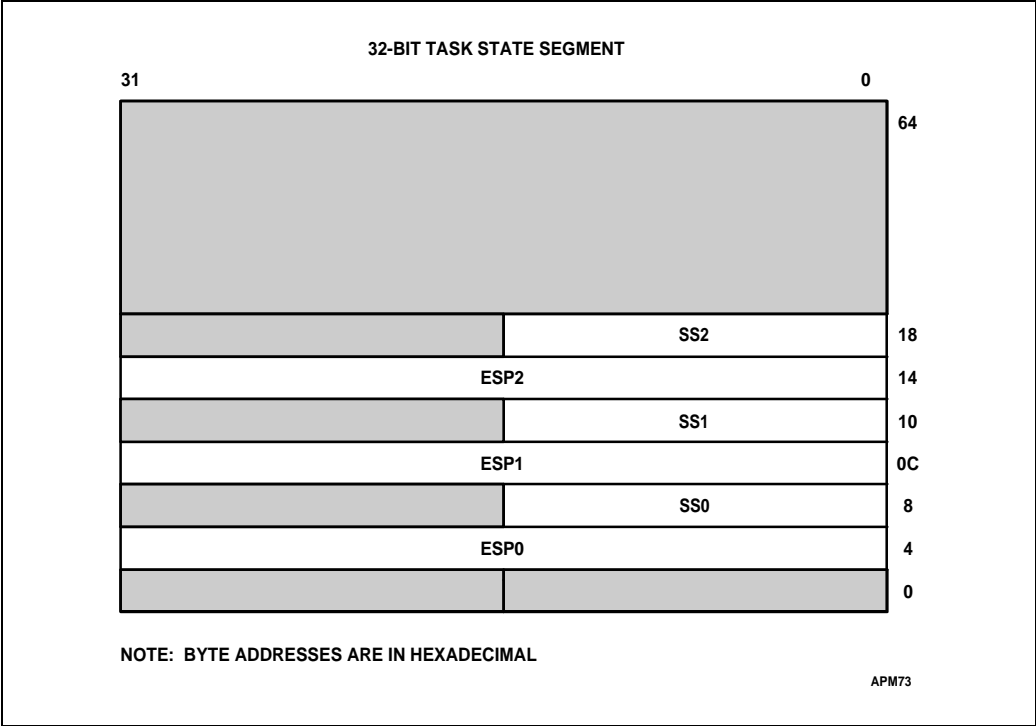 32-BIT TASK STATE SEGMENT
31 0
64
SS2 18
ESP2 14
SS1 10
ESP1 0C
SS0 8
ESP0 4
0
NOTE: BYTE ADDRESSES ARE IN HEXADECIMAL
APM73